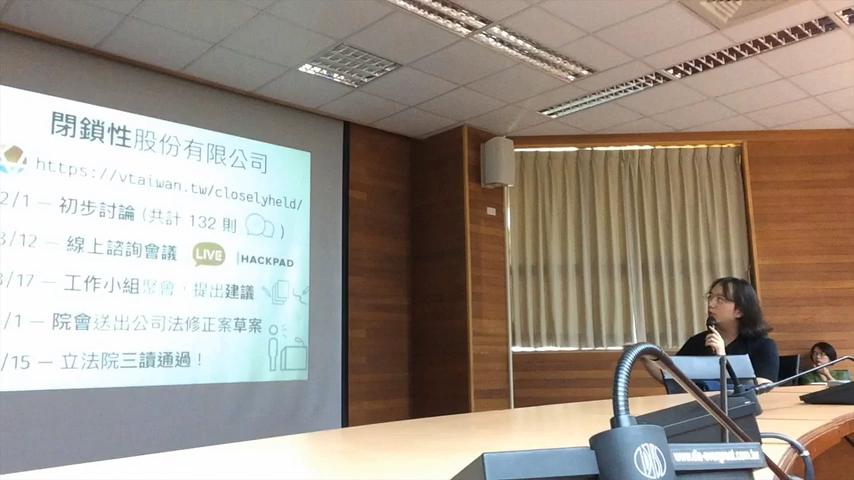 閉鎖性股份有限公司
https://vtaiwan.tw/closelyheld/
2/1 — 初步討論 (共計 132 則 )
3/12 — 線上諮詢會議 LIVE HACKPAD
3/17 — 工作小組聚會，提出建議
/1 — 院會送出公司法修正案草案
/15 — 立法院三讀通過！